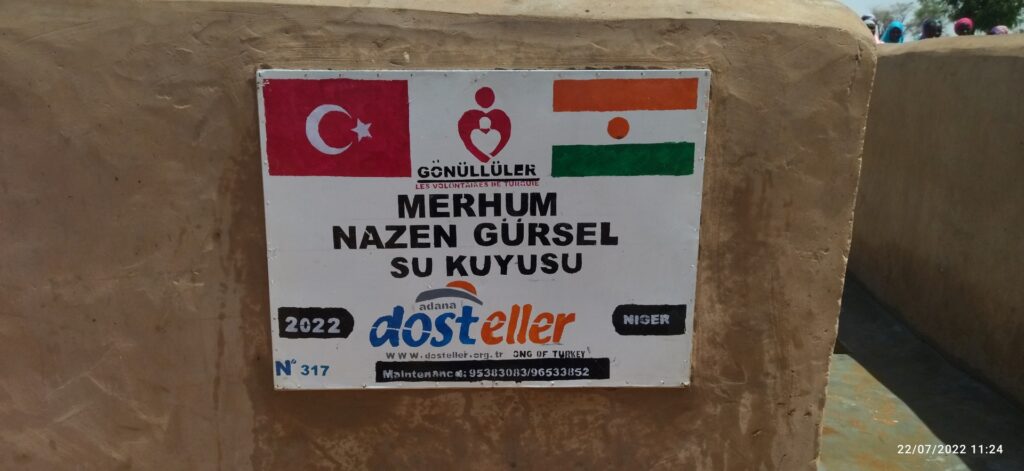 GÖNÜLLÜLER
LES VOLONTAIRES DE TURQUIE
MERHUM
NAZEN GÜRSEL
SU KUYUSU
adana
dosteller
2022
NIGER
www.dosteller.org.tr ONG OF TURKEY
N° 317
Maintenance: 95383083/96533852
22/07/2022 11:24